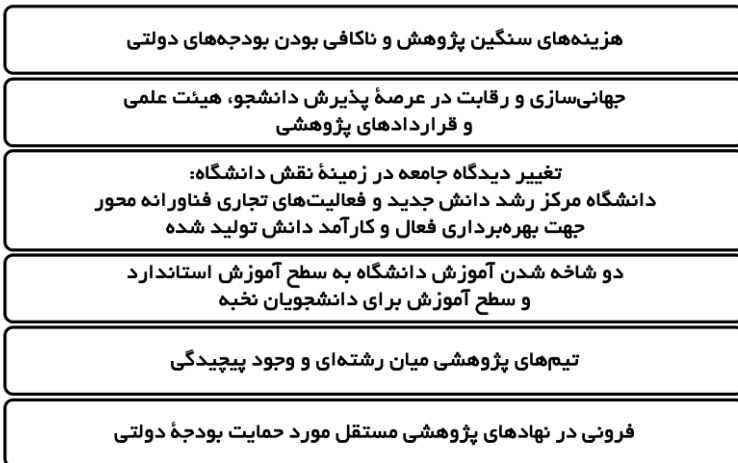 هزینه‌های سنگین پژوهش و ناکافی بودن بودجه‌های دولتی
جهانی‌سازی و رقابت در عرصۀ پذیرش دانشجو، هیئت علمی
و قراردادهای پژوهشی
تغییر دیدگاه جامعه در زمینۀ نقش دانشگاه:
دانشگاه مرکز رشد دانش جدید و فعالیت‌های تجاری فناورانه محور
جهت بهره‌برداری فعال و کارآمد دانش تولید شده
دو شاخه شدن آموزش دانشگاه به سطح آموزش استاندارد
و سطح آموزش برای دانشجویان نخبه
تیم‌های پژوهشی میان رشته‌ای و وجود پیچیدگی
فرونی در نهادهای پژوهشی مستقل مورد حمایت بودجۀ دولتی